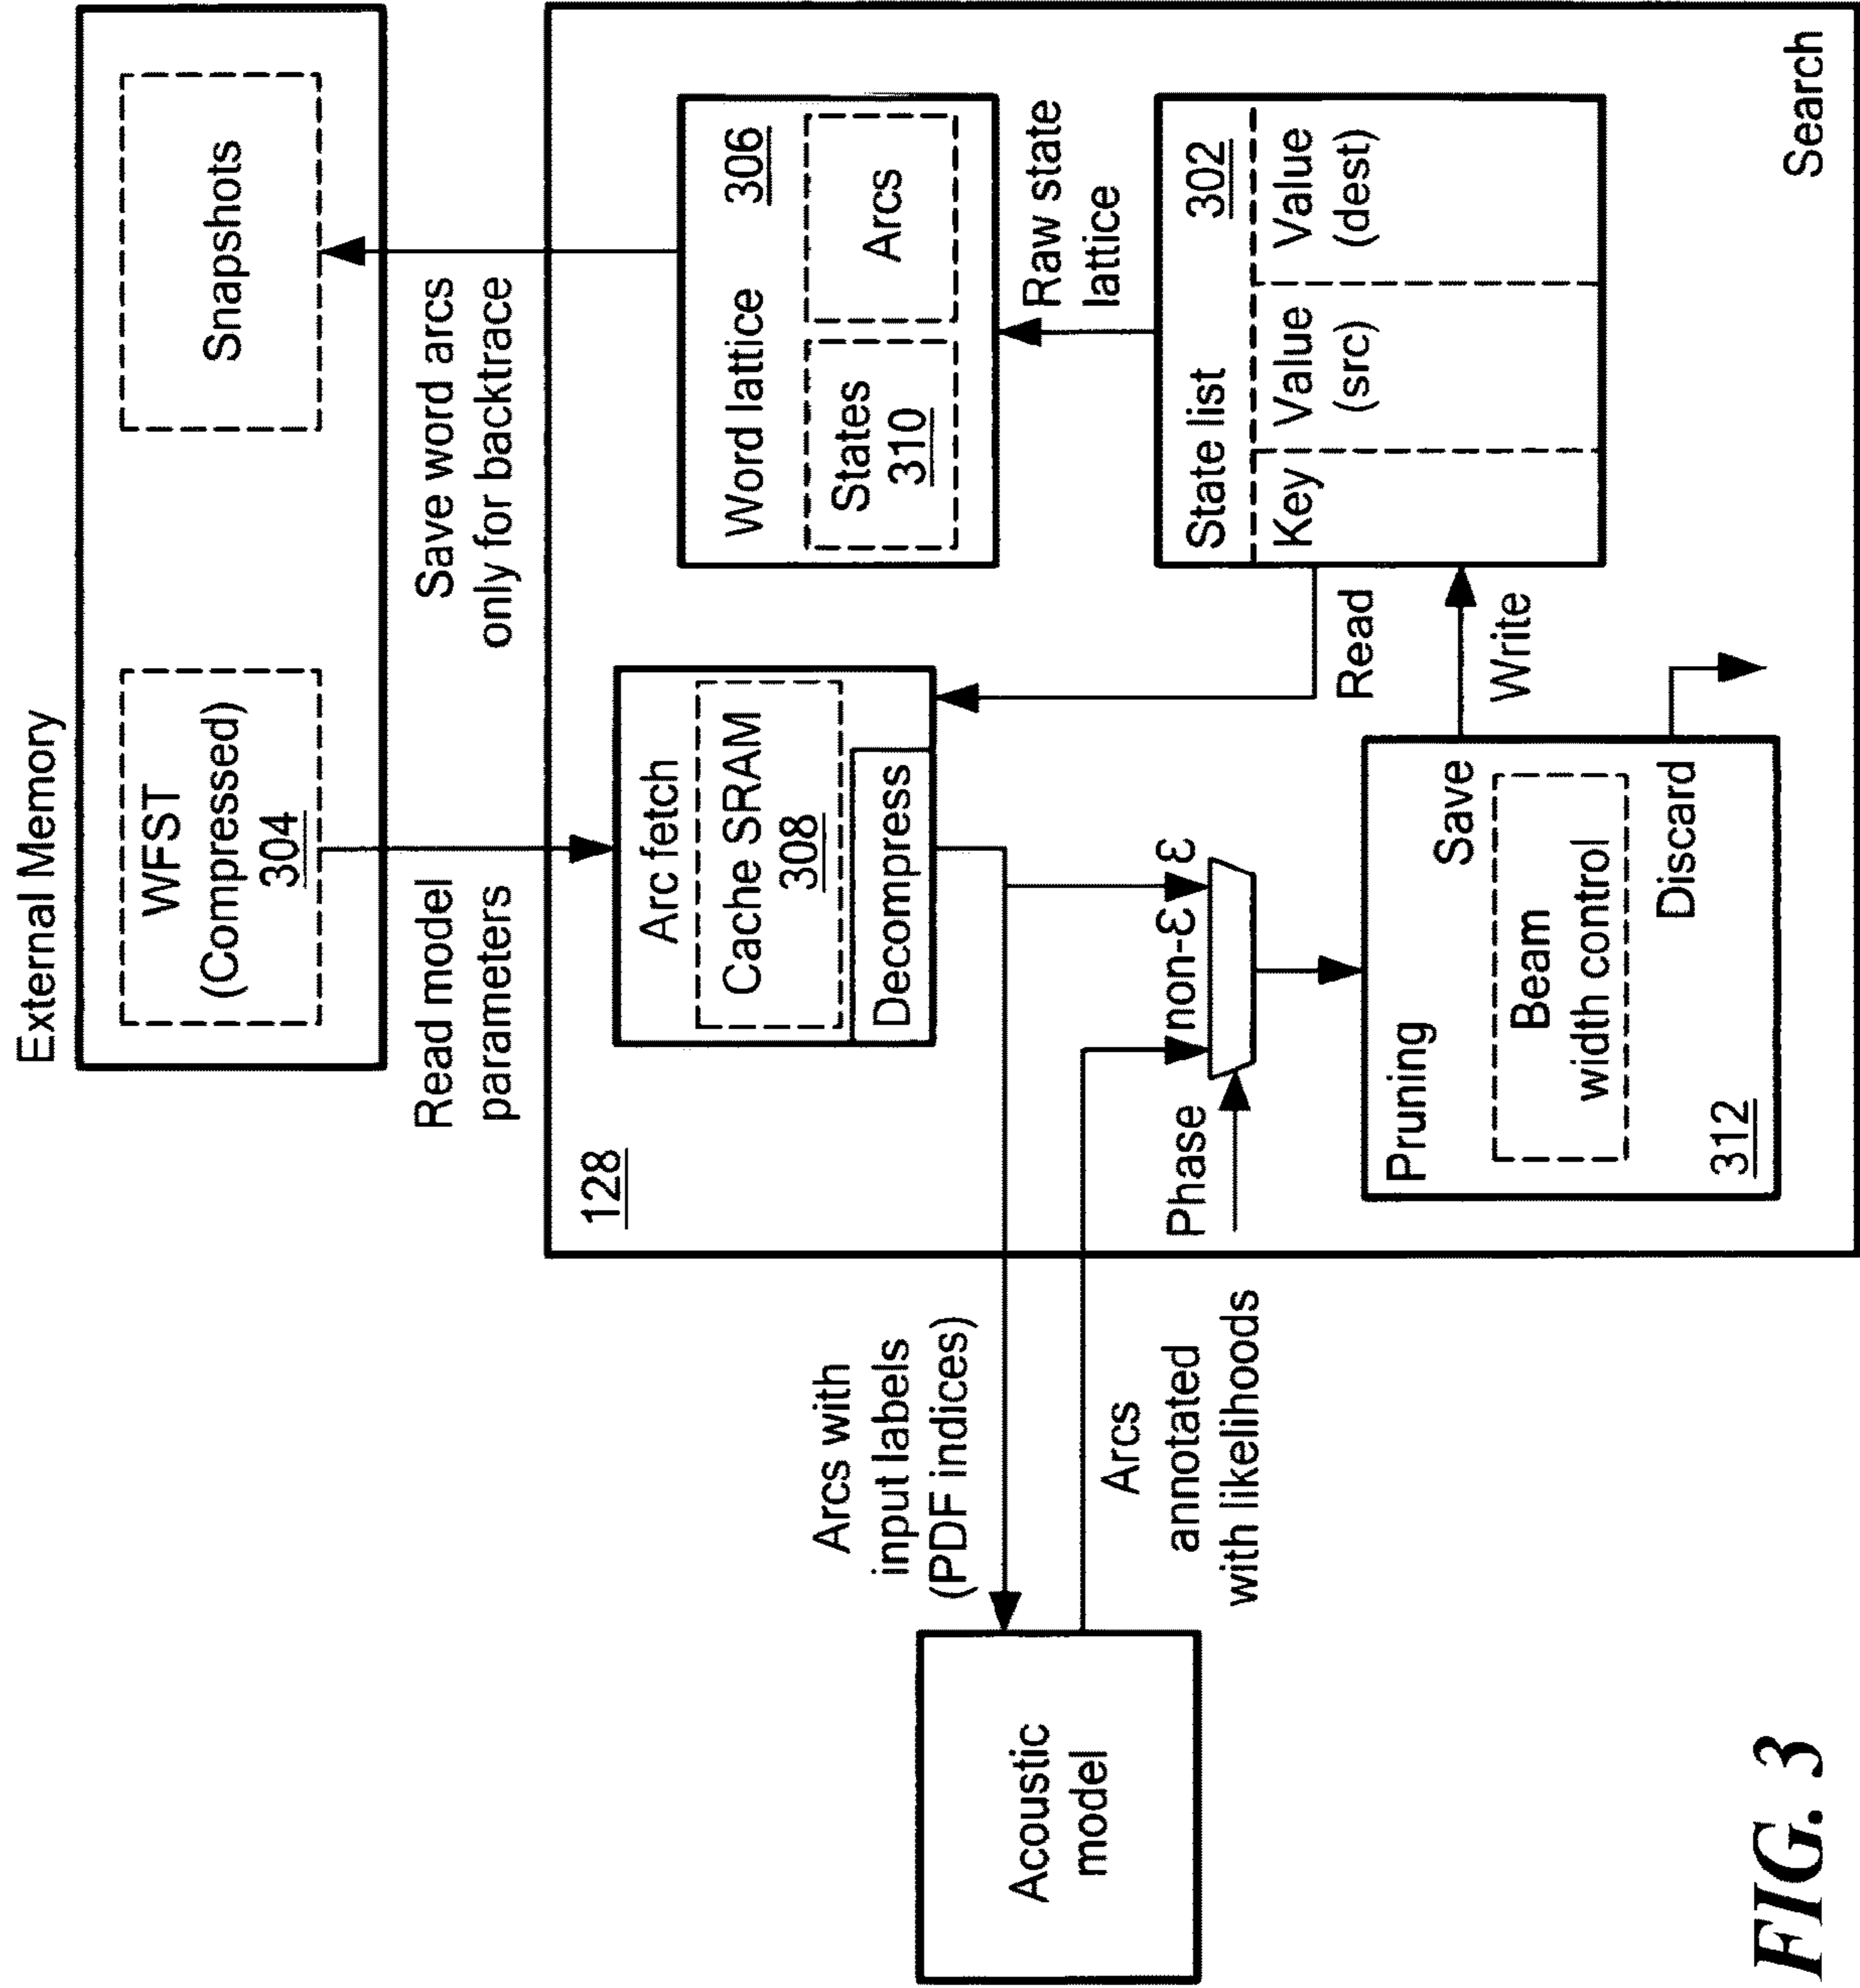 External Memory
WFST
(Compressed)
304
Snapshots
Read model
parameters
Save word arcs
only for backtrace
128
Arc fetch
Cache SRAM
308
Decompress
Word lattice
306
States
310
Arcs
Raw state
lattice
Arcs with
input labels
(PDF indices)
Acoustic
model
Arcs
annotated
with likelihoods
Phase
non-Ɛ
Ɛ
Read
State list
302
Key
Value
(src)
Value
(dest)
Write
Pruning
Save
Beam
width control
Discard
312
Search
FIG. 3